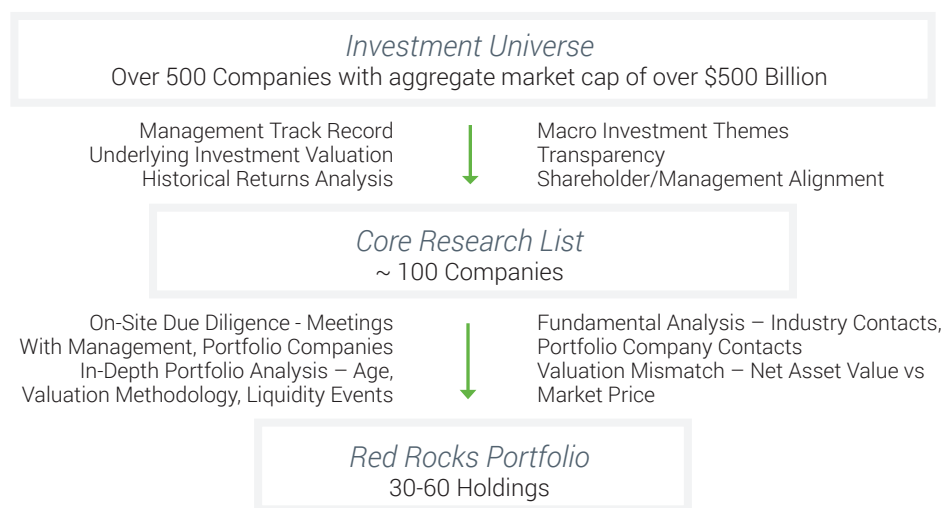 Investment Universe
Over 500 Companies with aggregate market cap of over $500 Billion
Management Track Record
Underlying Investment Valuation
Historical Returns Analysis
Macro Investment Themes
Transparency
Shareholder/Management Alignment
Core Research List
~ 100 Companies
On-Site Due Diligence - Meetings
With Management, Portfolio Companies
In-Depth Portfolio Analysis – Age,
Valuation Methodology, Liquidity Events
Fundamental Analysis – Industry Contacts,
Portfolio Company Contacts
Valuation Mismatch – Net Asset Value vs
Market Price
Red Rocks Portfolio
30-60 Holdings